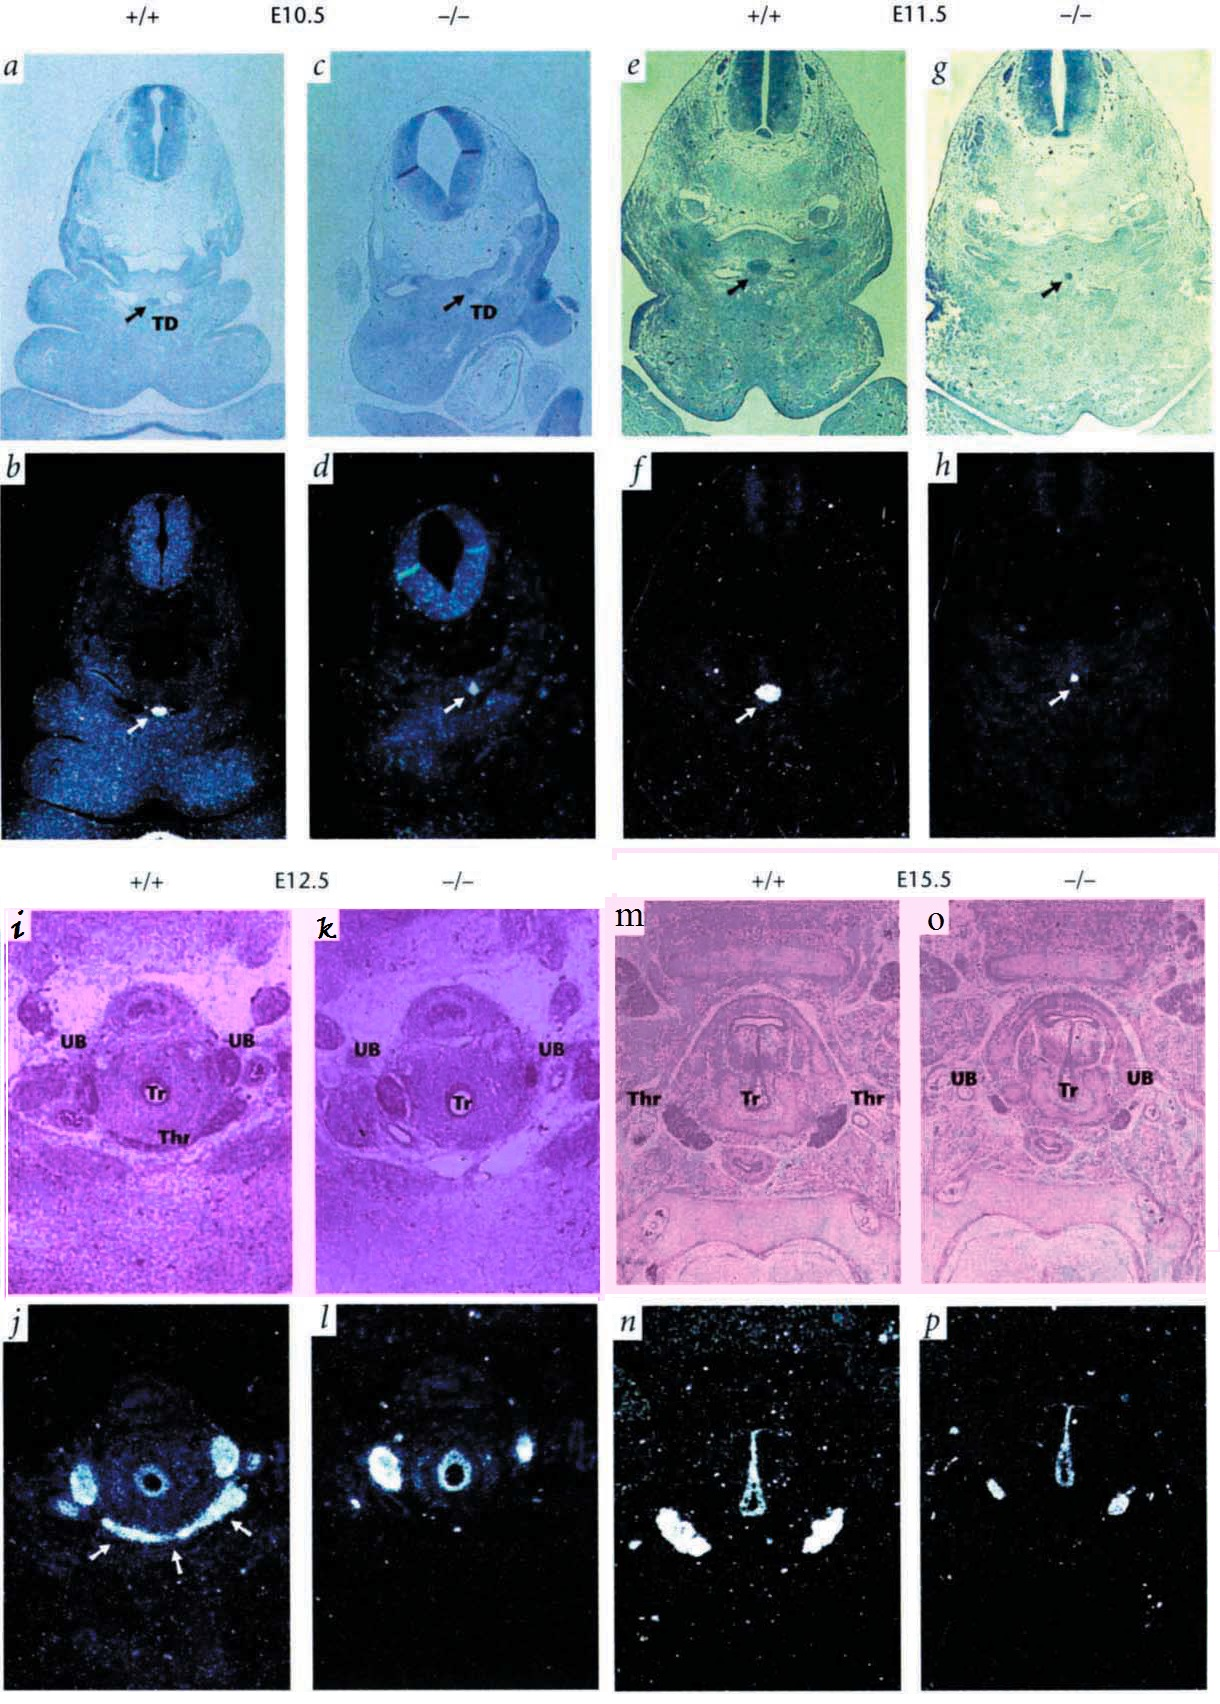 +/+ E10.5 −/− +/+ E11.5 −/−
a c e g
TD TD
b d f h
+/+ E12.5 −/− +/+ E15.5 −/−
i k m o
UB UB UB UB
Tr Tr Thr Tr Thr UB Tr UB
Thr
j l n p